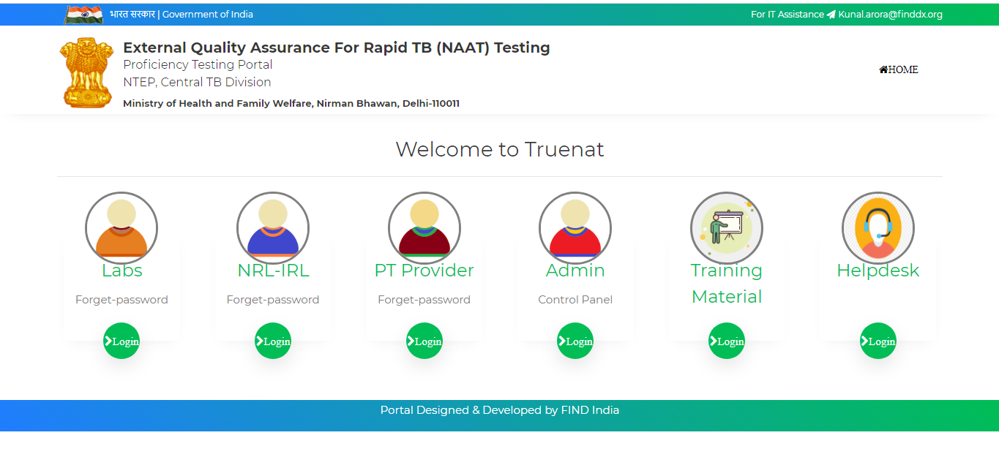 भारत सरकार | Government of India
For IT Assistance Kunal.arora@finddx.org
External Quality Assurance For Rapid TB (NAAT) Testing
Proficiency Testing Portal
NTEP, Central TB Division
Ministry of Health and Family Welfare, Nirman Bhawan, Delhi-110011
HOME
Welcome to Truenat
Labs
Forget-password
Login
NRL-IRL
Forget-password
Login
PT Provider
Forget-password
Login
Admin
Control Panel
Login
Training
Material
Login
Helpdesk
Login
Portal Designed & Developed by FIND India